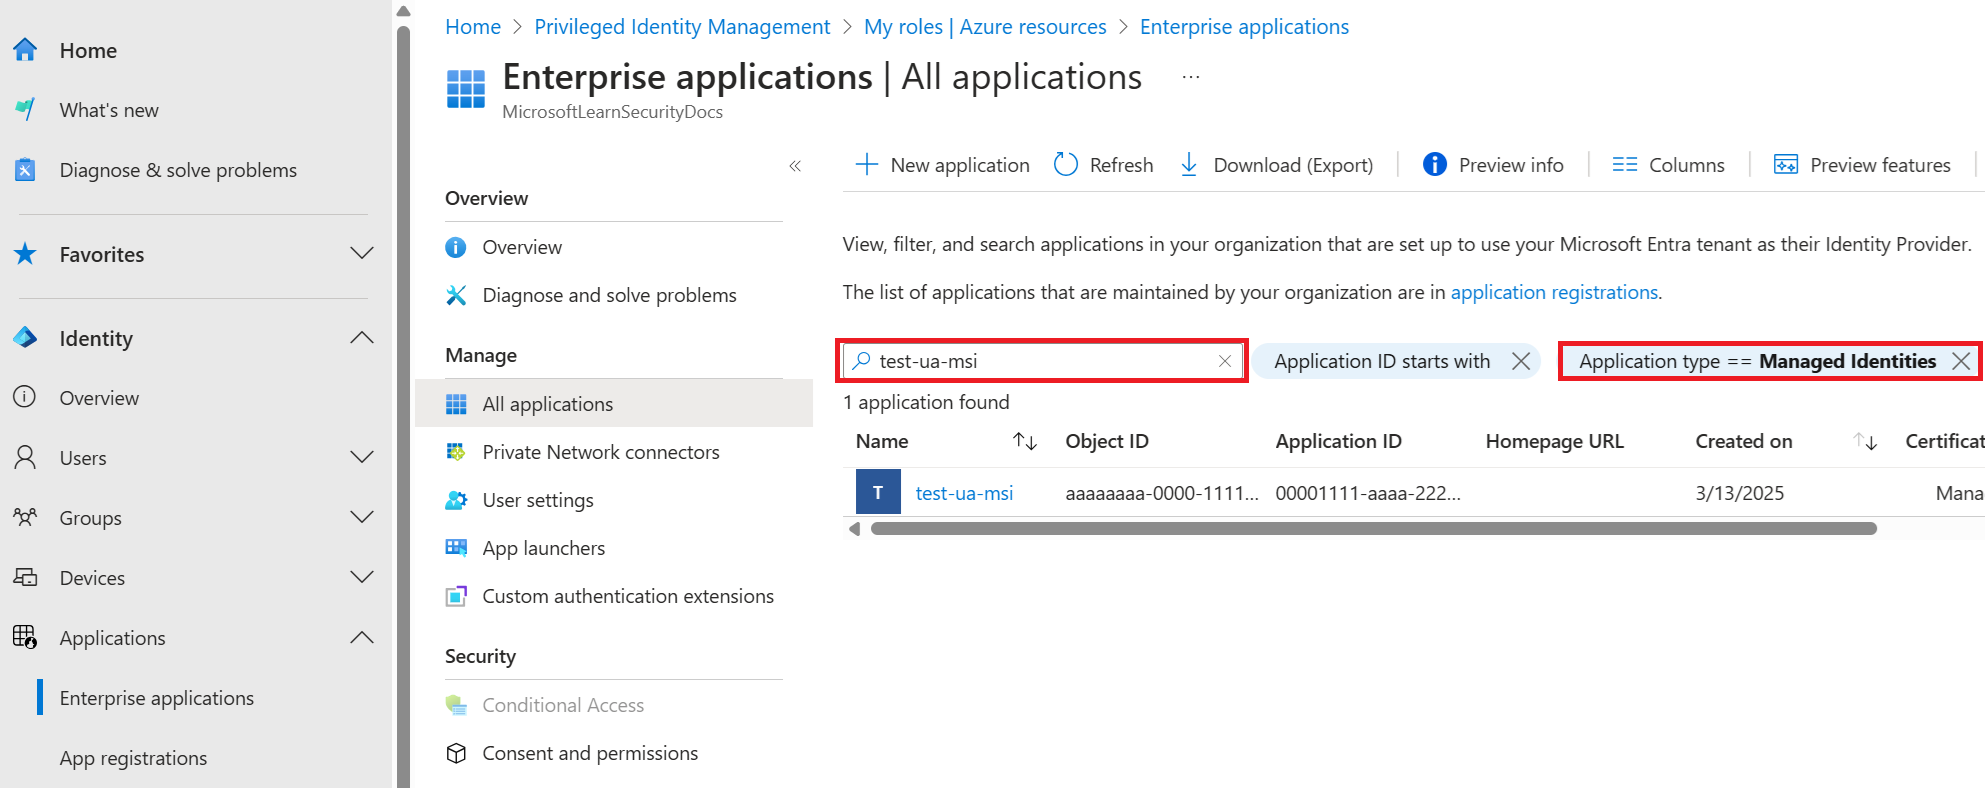 Home
What's new
Diagnose & solve problems
Favorites
Identity
Overview
Users
Groups
Devices
Applications
Enterprise applications
App registrations
Home > Privileged Identity Management > My roles | Azure resources > Enterprise applications
Enterprise applications | All applications ...
MicrosoftLearnSecurityDocs
«
Overview
Overview
Diagnose and solve problems
Manage
All applications
Private Network connectors
User settings
App launchers
Custom authentication extensions
Security
Conditional Access
Consent and permissions
New application Refresh Download (Export) Preview info Columns Preview features
View, filter, and search applications in your organization that are set up to use your Microsoft Entra tenant as their Identity Provider.
The list of applications that are maintained by your organization are in application registrations.
test-ua-msi Application ID starts with Application type == Managed Identities
1 application found
Name Object ID Application ID Homepage URL Created on Certificat
T test-ua-msi aaaaaaaa-0000-1111... 00001111-aaaa-222... 3/13/2025 Mana